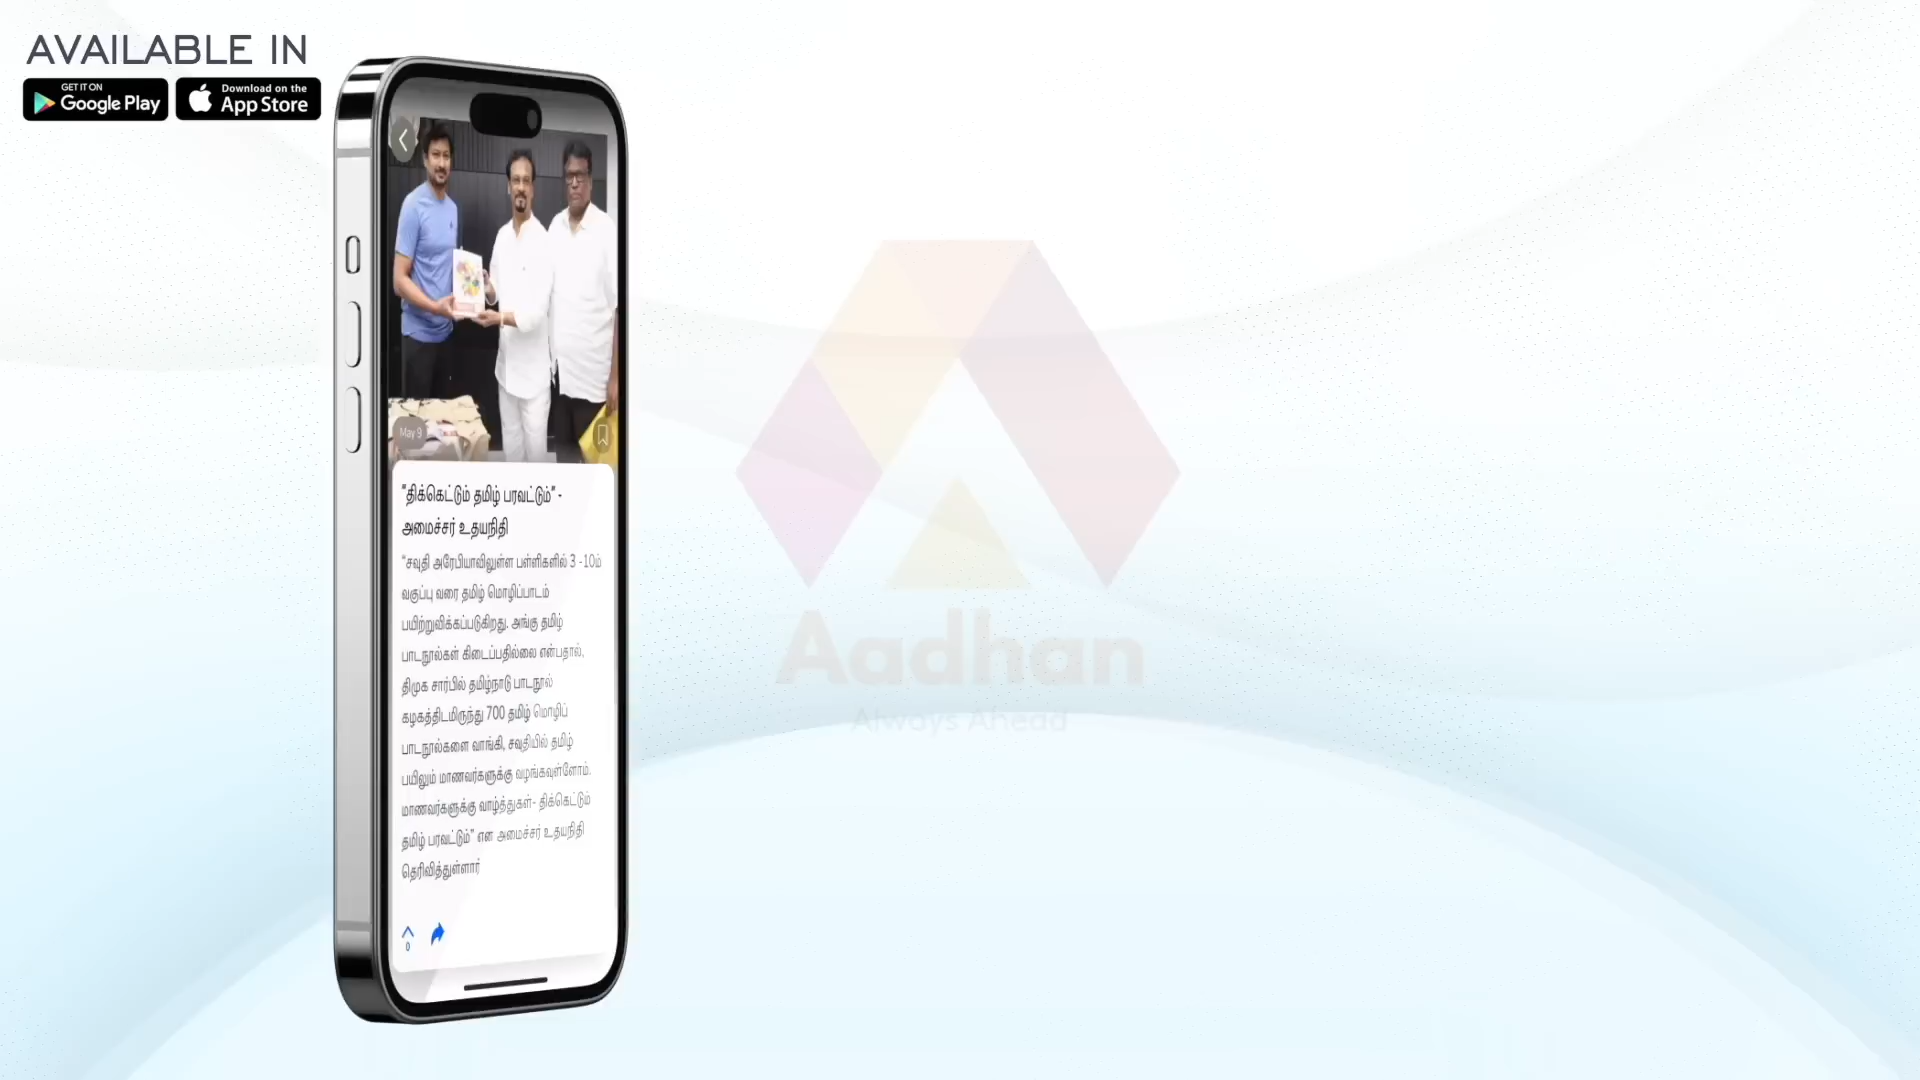 AVAILABLE IN
GET IT ON
Google Play
Download on the
App Store
May 9
"திக்கெட்டும் தமிழ் பரவட்டும்" -
அமைச்சர் உதயநிதி
“சவுதி அரேபியாவிலுள்ள பள்ளிகளில் 3 -10ம்
வகுப்பு வரை தமிழ் மொழிப்பாடம்
பயிற்றுவிக்கப்படுகிறது. அங்கு தமிழ்
பாடநூல்கள் கிடைப்பதில்லை என்பதால்,
திமுக சார்பில் தமிழ்நாடு பாடநூல்
கழகத்திடமிருந்து 700 தமிழ் மொழிப்
பாடநூல்களை வாங்கி, சவுதியில் தமிழ்
பயிலும் மாணவர்களுக்கு வழங்கவுள்ளோம்.
மாணவர்களுக்கு வாழ்த்துகள்- திக்கெட்டும்
தமிழ் பரவட்டும்” என அமைச்சர் உதயநிதி
தெரிவித்துள்ளார்
0
Aadhan
Always Ahead